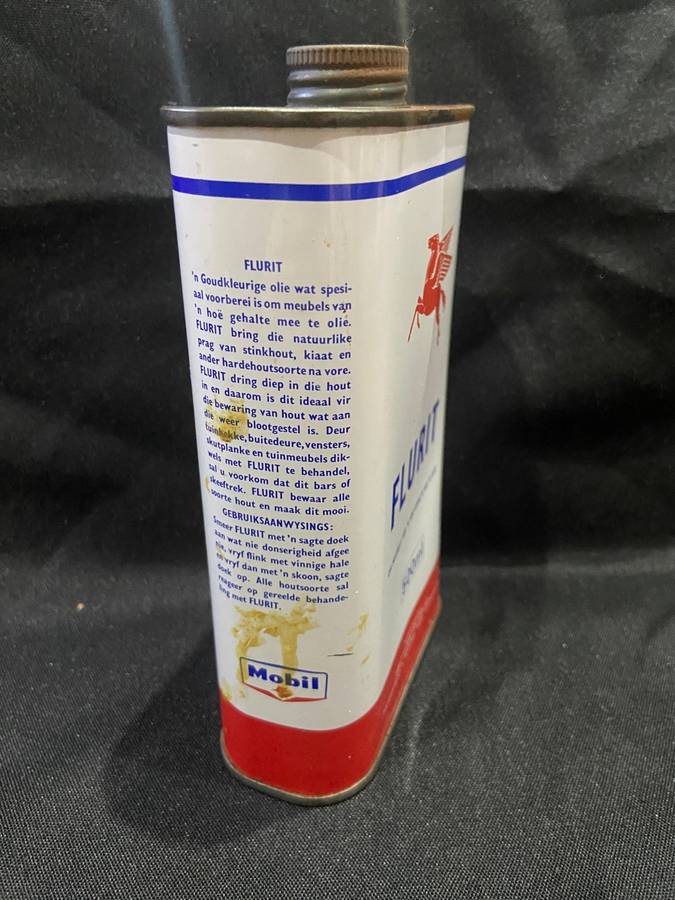 FLURIT
'n Goudkleurige olie wat spesi-
aal voorberei is om meubels van
'n hoë gehalte mee te olie.
FLURIT bring die natuurlike
prag van stinkhout, kiaat en
ander hardehoutsoorte na vore.
FLURIT dring diep in die hout
in en daarom is dit ideaal vir
die bewaring van hout wat aan
die weer blootgestel is. Deur
tuinhekke, buitedeure, vensters,
skutplanke en tuinmeubels dik-
wels met FLURIT te behandel,
sal u voorkom dat dit bars of
skeeftrek. FLURIT bewaar alle
soorte hout en maak dit mooi.
GEBRUIKSAANWYSINGS:
Smeer FLURIT met 'n sagte doek
aan wat nie donserigheid afgee
nie, vryf flink met vinnige hale
en vryf dan met 'n skoon, sagte
doek op. Alle houtsoorte sal
reageer op gereelde behande-
ling met FLURIT.
Mobil
FLURIT
500ml